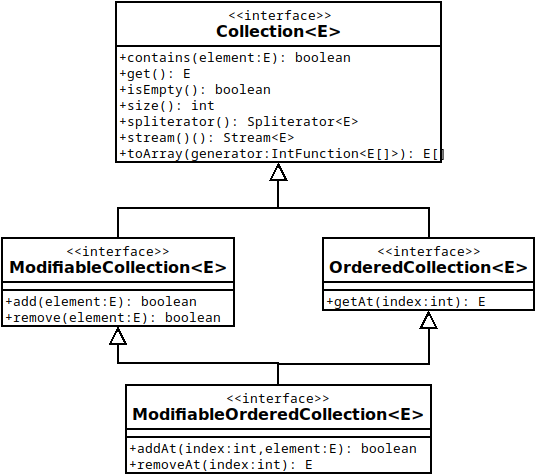 <<interface>>
Collection<E>
+contains(element:E): boolean
+get(): E
+isEmpty(): boolean
+size(): int
+spliterator(): Spliterator<E>
+stream()(): Stream<E>
+toArray(generator:IntFunction<E[]>): E[]
<<interface>>
ModifiableCollection<E>
+add(element:E): boolean
+remove(element:E): boolean
<<interface>>
OrderedCollection<E>
+getAt(index:int): E
<<interface>>
ModifiableOrderedCollection<E>
+addAt(index:int,element:E): boolean
+removeAt(index:int): E